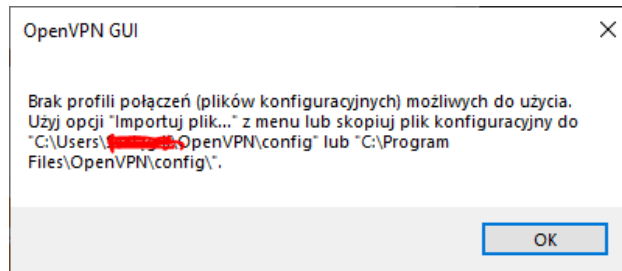 OpenVPN GUI
Brak profili połączeń (plików konfiguracyjnych) możliwych do użycia.
Użyj opcji "Importuj plik..." z menu lub skopiuj plik konfiguracyjny do
"C:\Users\ OpenVPN\config" lub "C:\Program
Files\OpenVPN\config\".
OK